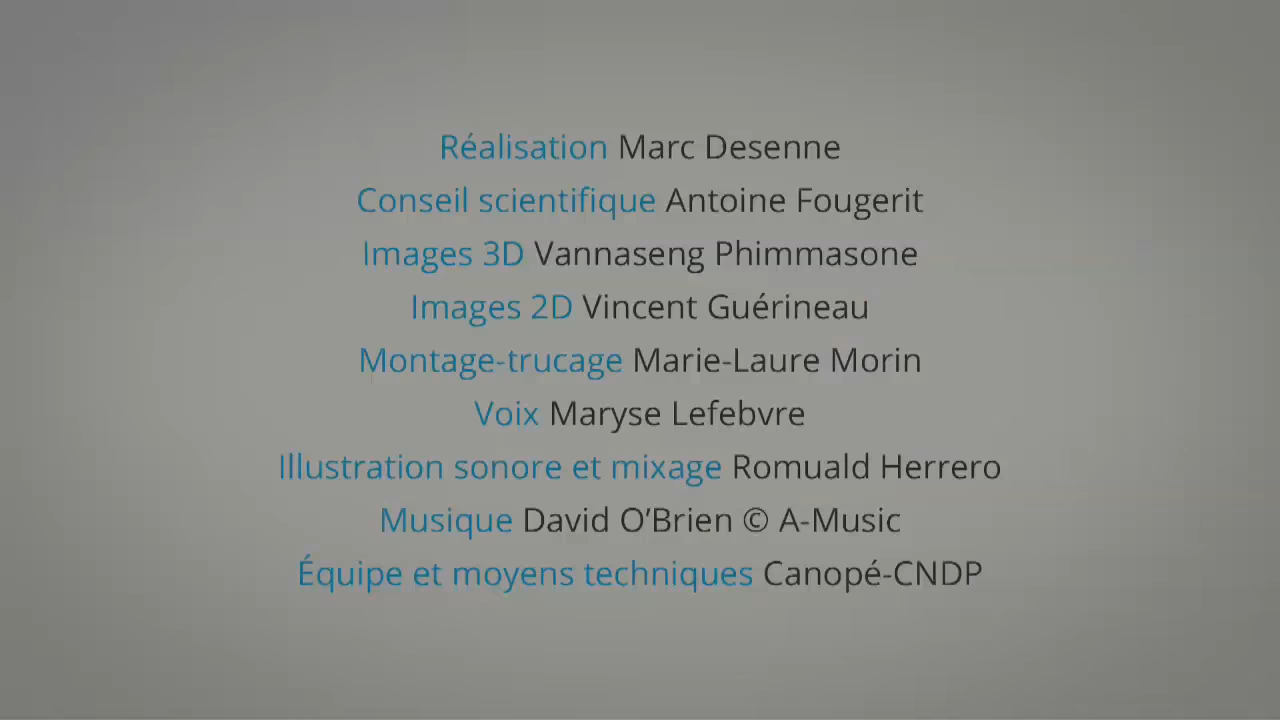 Réalisation Marc Desenne
Conseil scientifique Antoine Fougerit
Images 3D Vannaseng Phimmasone
Images 2D Vincent Guérineau
Montage-trucage Marie-Laure Morin
Voix Maryse Lefebvre
Illustration sonore et mixage Romuald Herrero
Musique David O’Brien © A-Music
Équipe et moyens techniques Canopé-CNDP